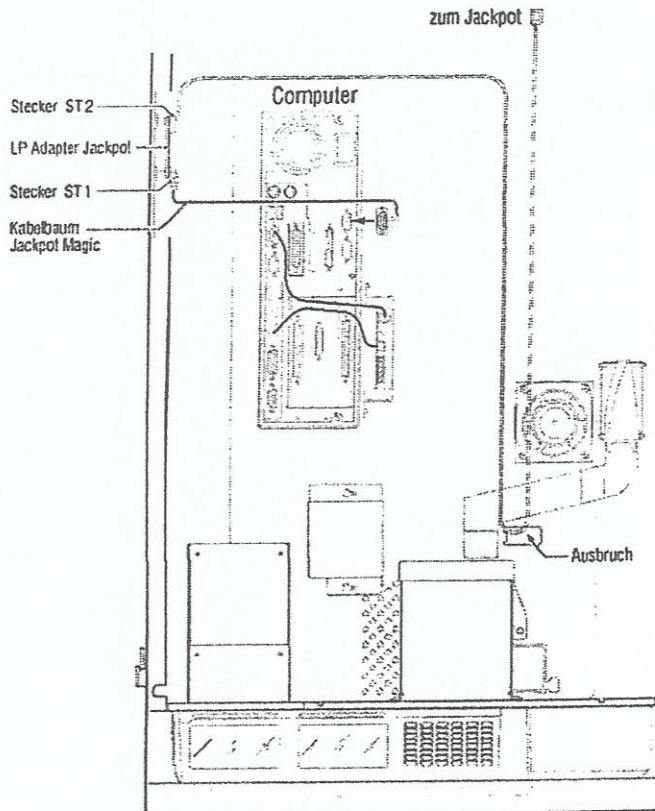 zum Jackpot
Computer
Stecker ST2
LP Adapter Jackpot
Stecker ST1
Kabelbaum
Jackpot Magic
Ausbruch